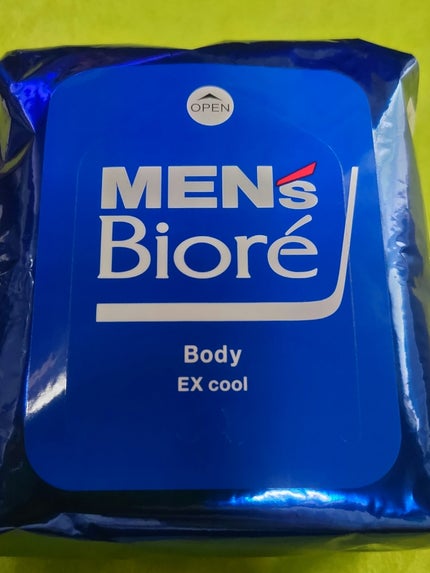 OPEN
MEN's
Bioré
Body
EX cool